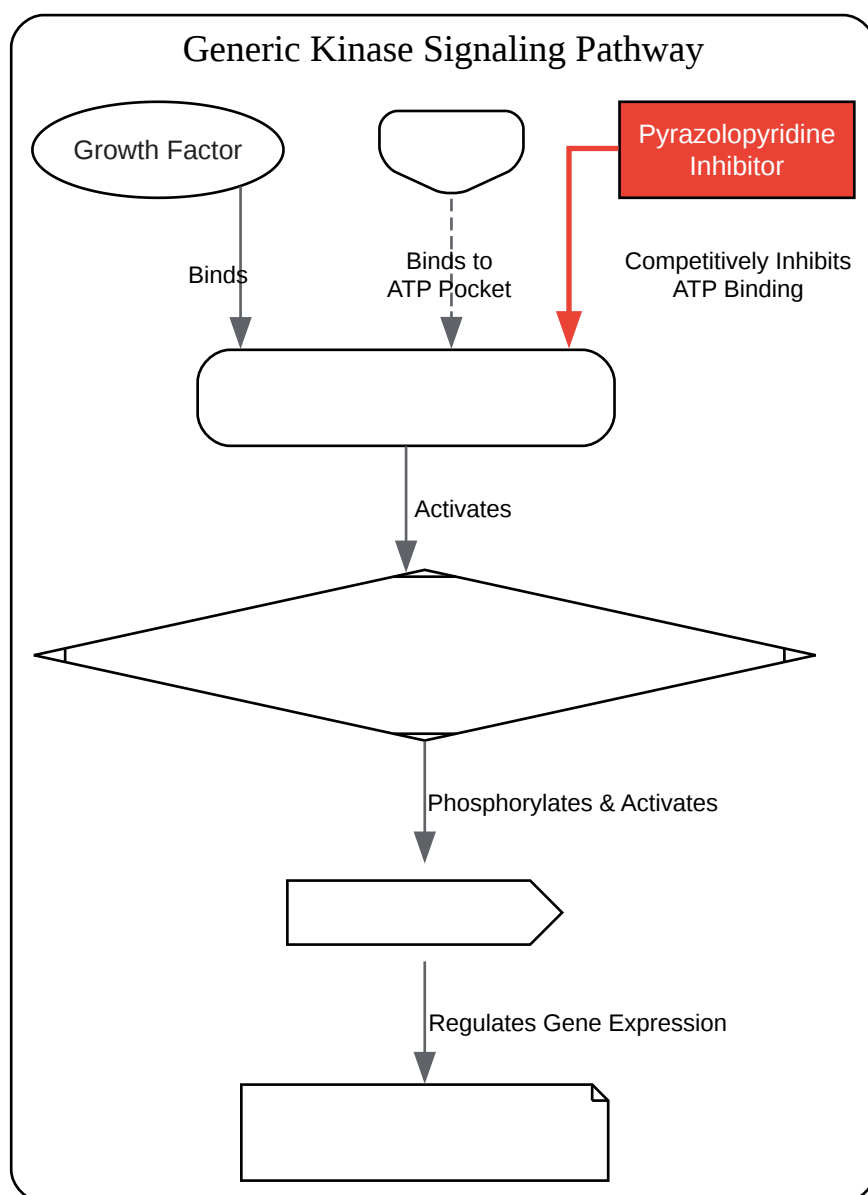 Generic Kinase Signaling Pathway
Growth Factor
Pyrazolopyridine
Inhibitor
Binds
Binds to
ATP Pocket
Competitively Inhibits
ATP Binding
Activates
Phosphorylates & Activates
Regulates Gene Expression